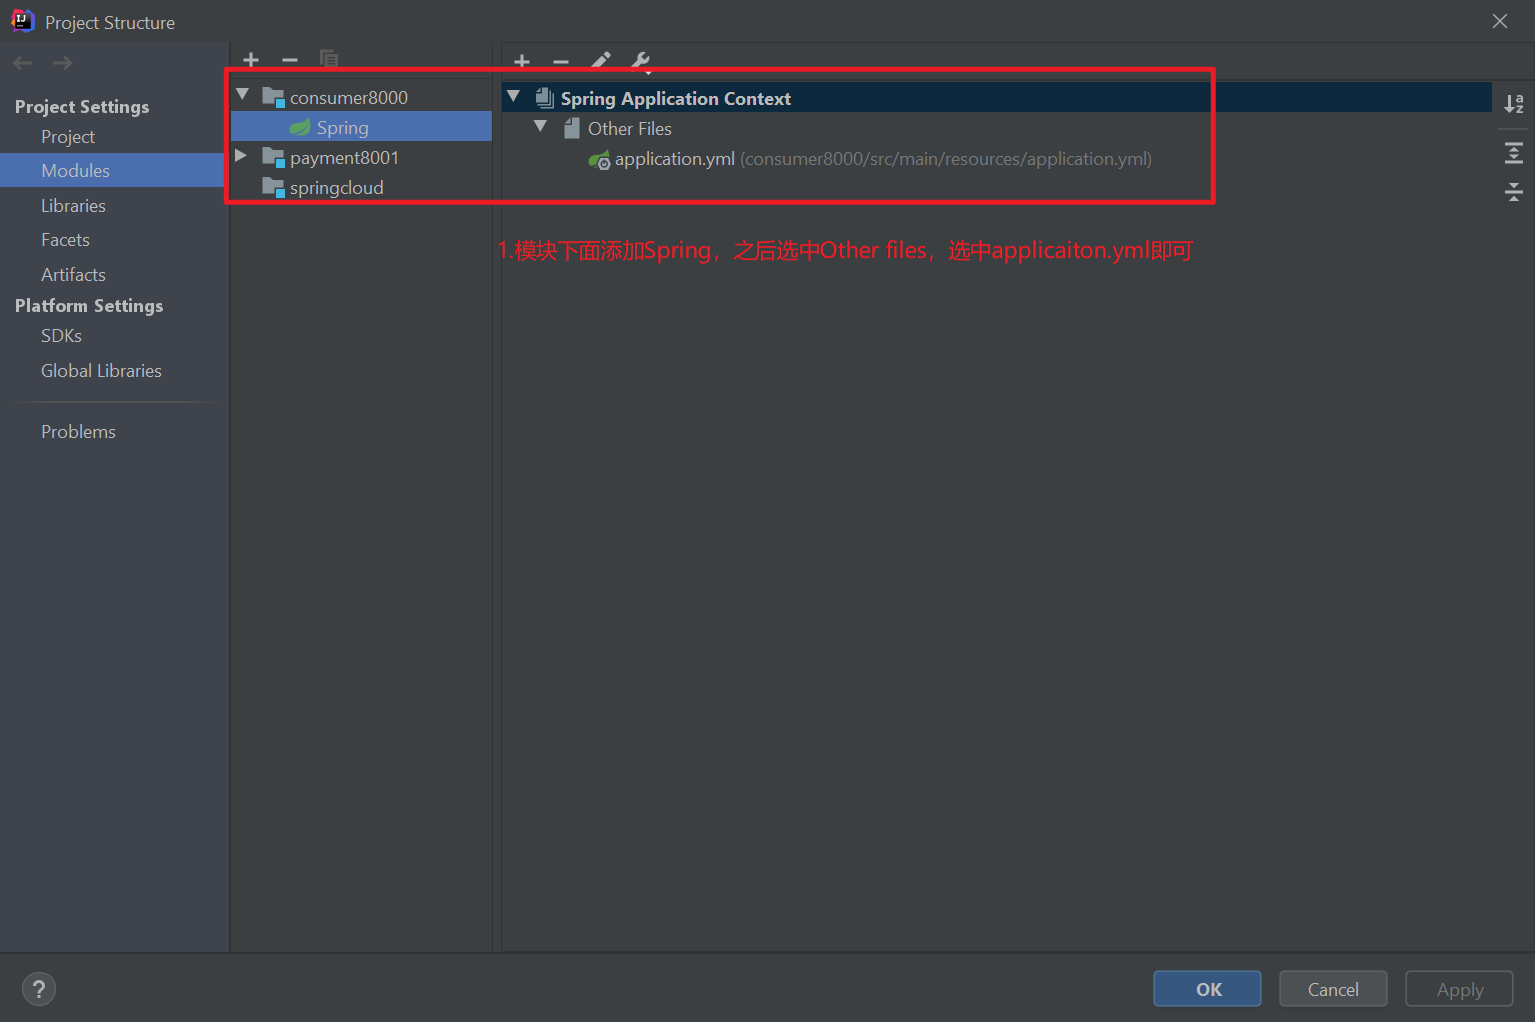 Project Structure
Project Settings
Project
Modules
Libraries
Facets
Artifacts
Platform Settings
SDKs
Global Libraries
Problems
consumer8000
Spring
payment8001
springcloud
Spring Application Context
Other Files
application.yml (consumer8000/src/main/resources/application.yml)
1.模块下面添加Spring，之后选中Other files，选中applicaiton.yml即可
?
OK
Cancel
Apply